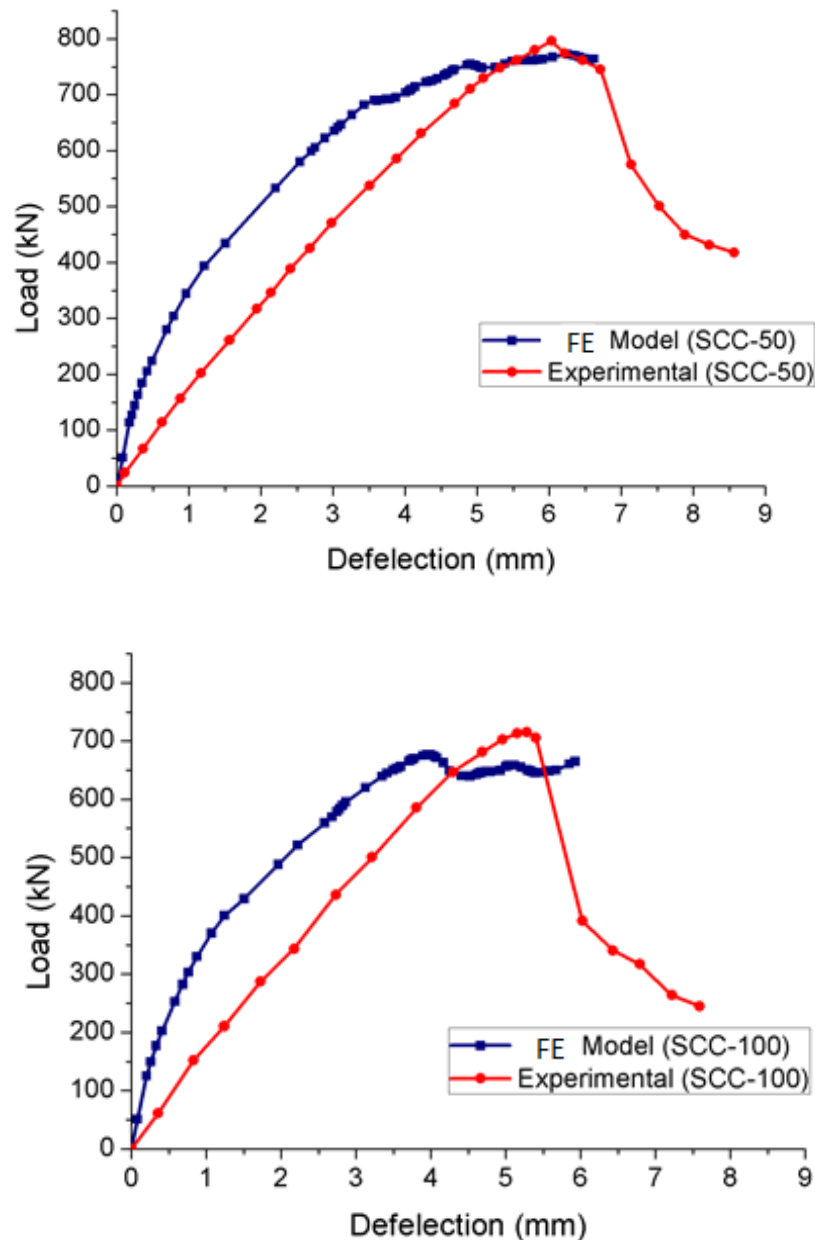 800
700
600
500
400
300
200
100
0
Load (kN)
FE Model (SCC-50)
Experimental (SCC-50)
0 1 2 3 4 5 6 7 8 9
Defelection (mm)
800
700
600
500
400
300
200
100
0
Load (kN)
FE Model (SCC-100)
Experimental (SCC-100)
0 1 2 3 4 5 6 7 8 9
Defelection (mm)